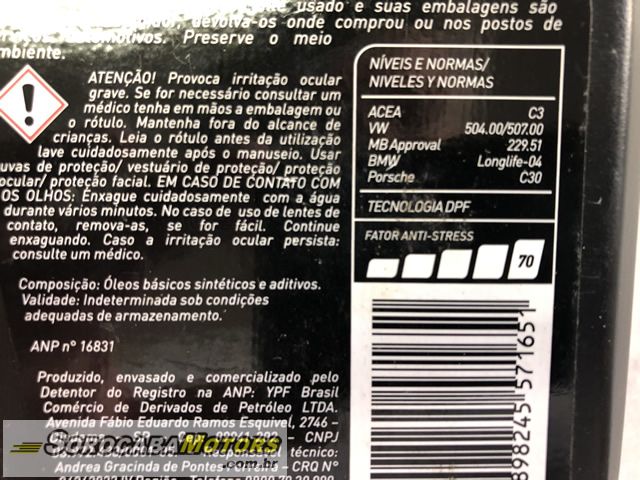 usado e suas embalagens são
devolva-os onde comprou ou nos postos de
Preserve o meio
ambiente.
ATENÇÃO! Provoca irritação ocular
grave. Se for necessário consultar um
médico tenha em mãos a embalagem ou
o rótulo. Mantenha fora do alcance de
crianças. Leia o rótulo antes da utilização
lave cuidadosamente após o manuseio. Usar
luvas de proteção/ vestuário de proteção/ proteção
ocular/ proteção facial. EM CASO DE CONTATO COM
OS OLHOS: Enxague cuidadosamente com a água
durante vários minutos. No caso de uso de lentes de
contato, remova-as, se for fácil. Continue
enxaguando. Caso a irritação ocular persista:
consulte um médico.
Composição: Óleos básicos sintéticos e aditivos.
Validade: Indeterminada sob condições
adequadas de armazenamento.
ANP nº 16831
Produzido, envasado e comercializado pelo
Detentor do Registro na ANP: YPF Brasil
Comércio de Derivados de Petróleo LTDA.
Avenida Fábio Eduardo Ramos Esquivel, 2746 –
CNPJ
técnico:
Andrea Gracinda de Pontes Ferreira - CRQ Nº
NÍVEIS E NORMAS/
NIVELES Y NORMAS
ACEA C3
VW 504.00/507.00
MB Approval 229.51
BMW Longlife-04
Porsche C30
TECNOLOGIA DPF
FATOR ANTI-STRESS
70
898245 571651
SOROCABA MOTORS
.com.br